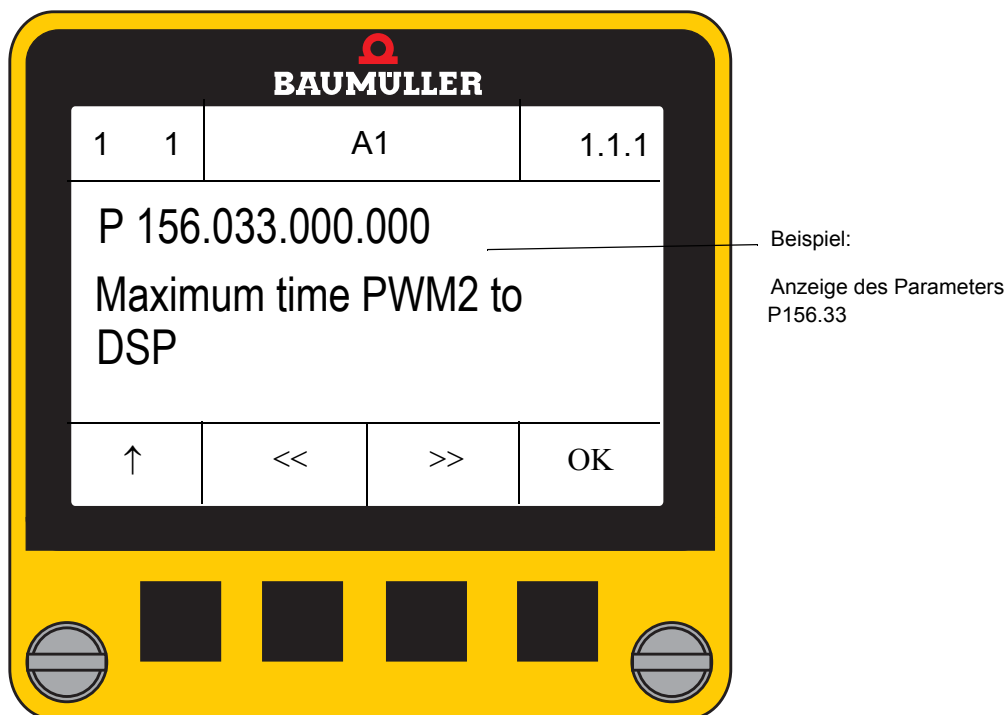 BAUMÜLLER
1 1 A1 1.1.1
P 156.033.000.000
Maximum time PWM2 to
DSP
↑ << >> OK
Beispiel:
Anzeige des Parameters
P156.33